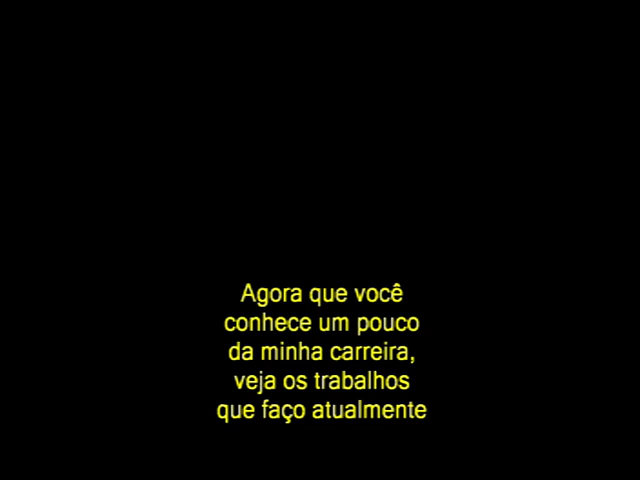 Agora que você
conhece um pouco
da minha carreira,
veja os trabalhos
que faço atualmente